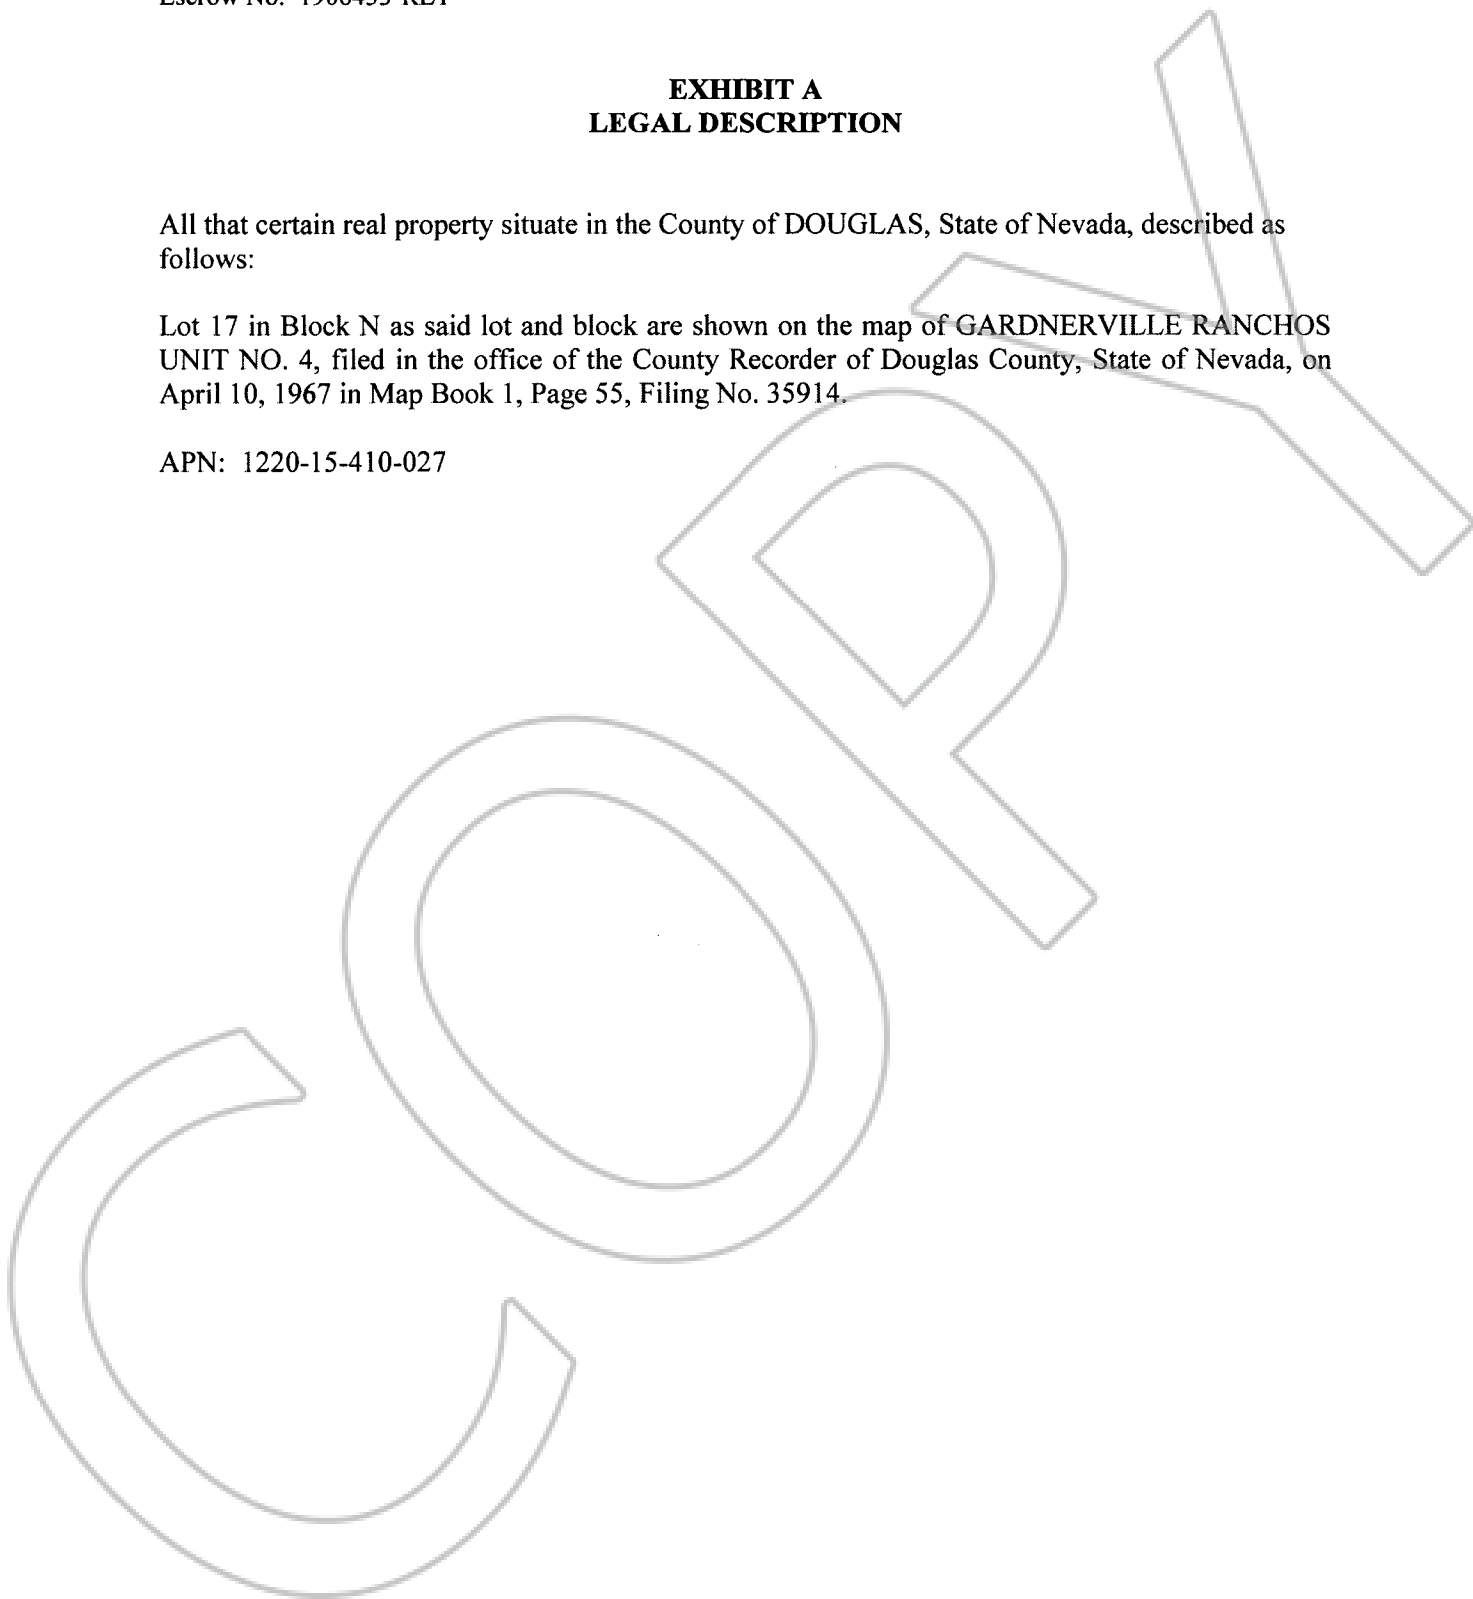 Escrow No.
EXHIBIT A
LEGAL DESCRIPTION
All that certain real property situate in the County of DOUGLAS, State of Nevada, described as
follows:
Lot 17 in Block N as said lot and block are shown on the map of GARDNERVILLE RANCHOS
UNIT NO. 4, filed in the office of the County Recorder of Douglas County, State of Nevada, on
April 10, 1967 in Map Book 1, Page 55, Filing No. 35914.
APN: 1220-15-410-027
COPY